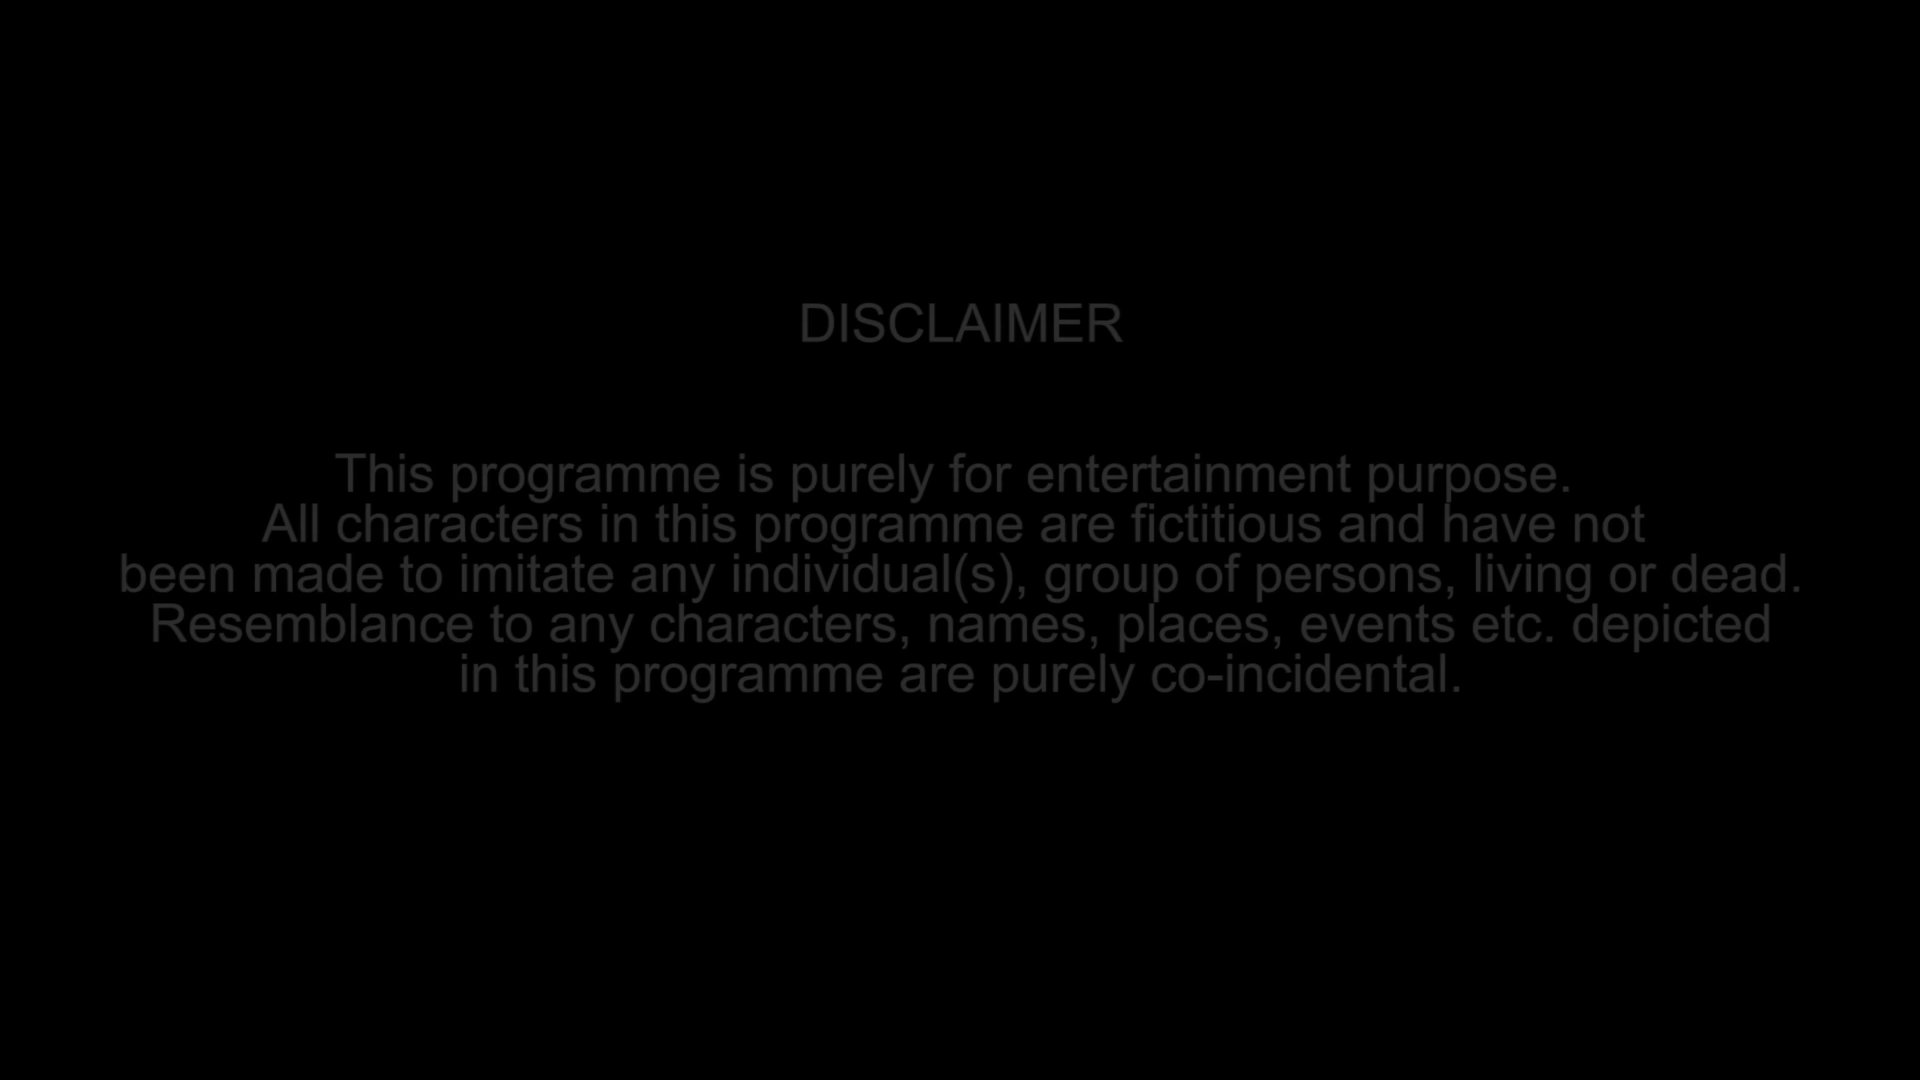 DISCLAIMER
This programme is purely for entertainment purpose.
All characters in this programme are fictitious and have not
been made to imitate any individual(s), group of persons, living or dead.
Resemblance to any characters, names, places, events etc. depicted
in this programme are purely co-incidental.